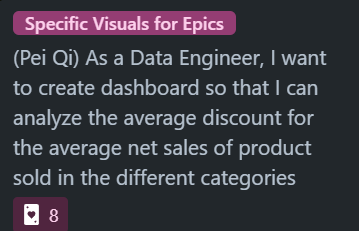 Specific Visuals for Epics
(Pei Qi) As a Data Engineer, I want
to create dashboard so that I can
analyze the average discount for
the average net sales of product
sold in the different categories
8